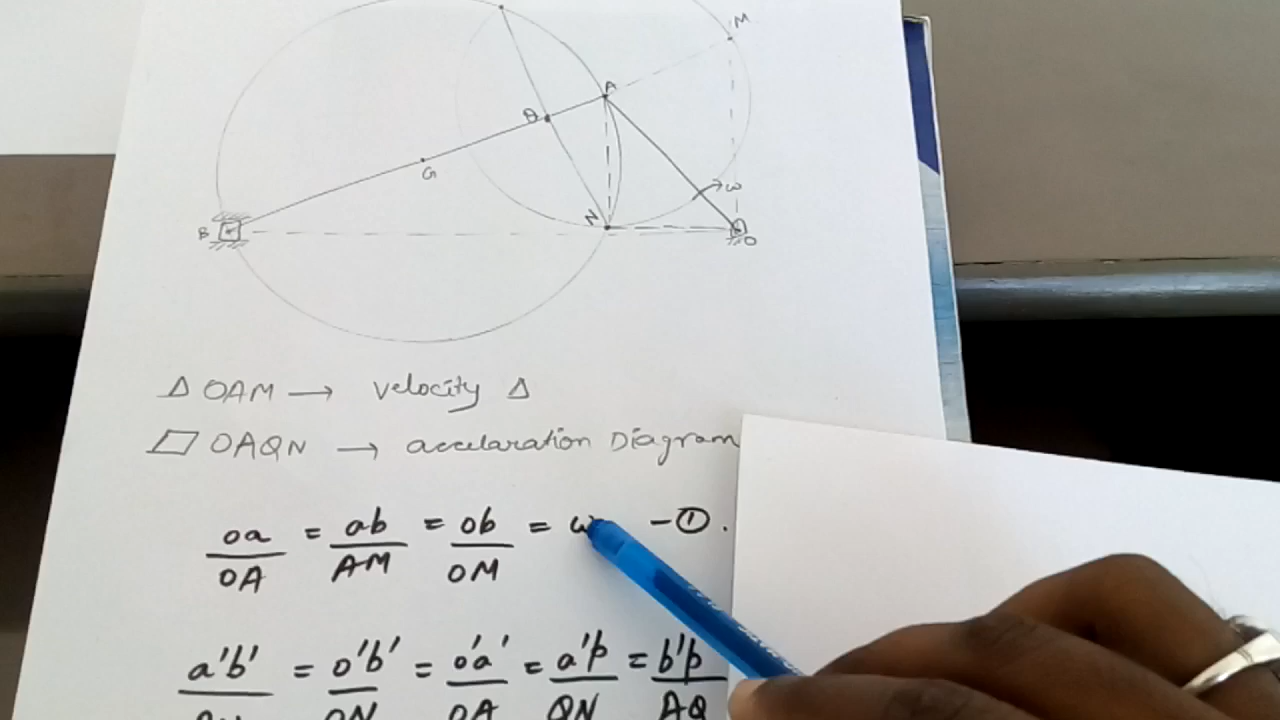 M
A
Q
G
ω
N
B
O
Δ OAM → velocity Δ
▱ OAQN → accelaration Diagram
oa/OA = ab/AM = ob/OM = ω -①.
a'b'/ = o'b'/ON = o'a'/OA = a'p/QN = b'p/AQ